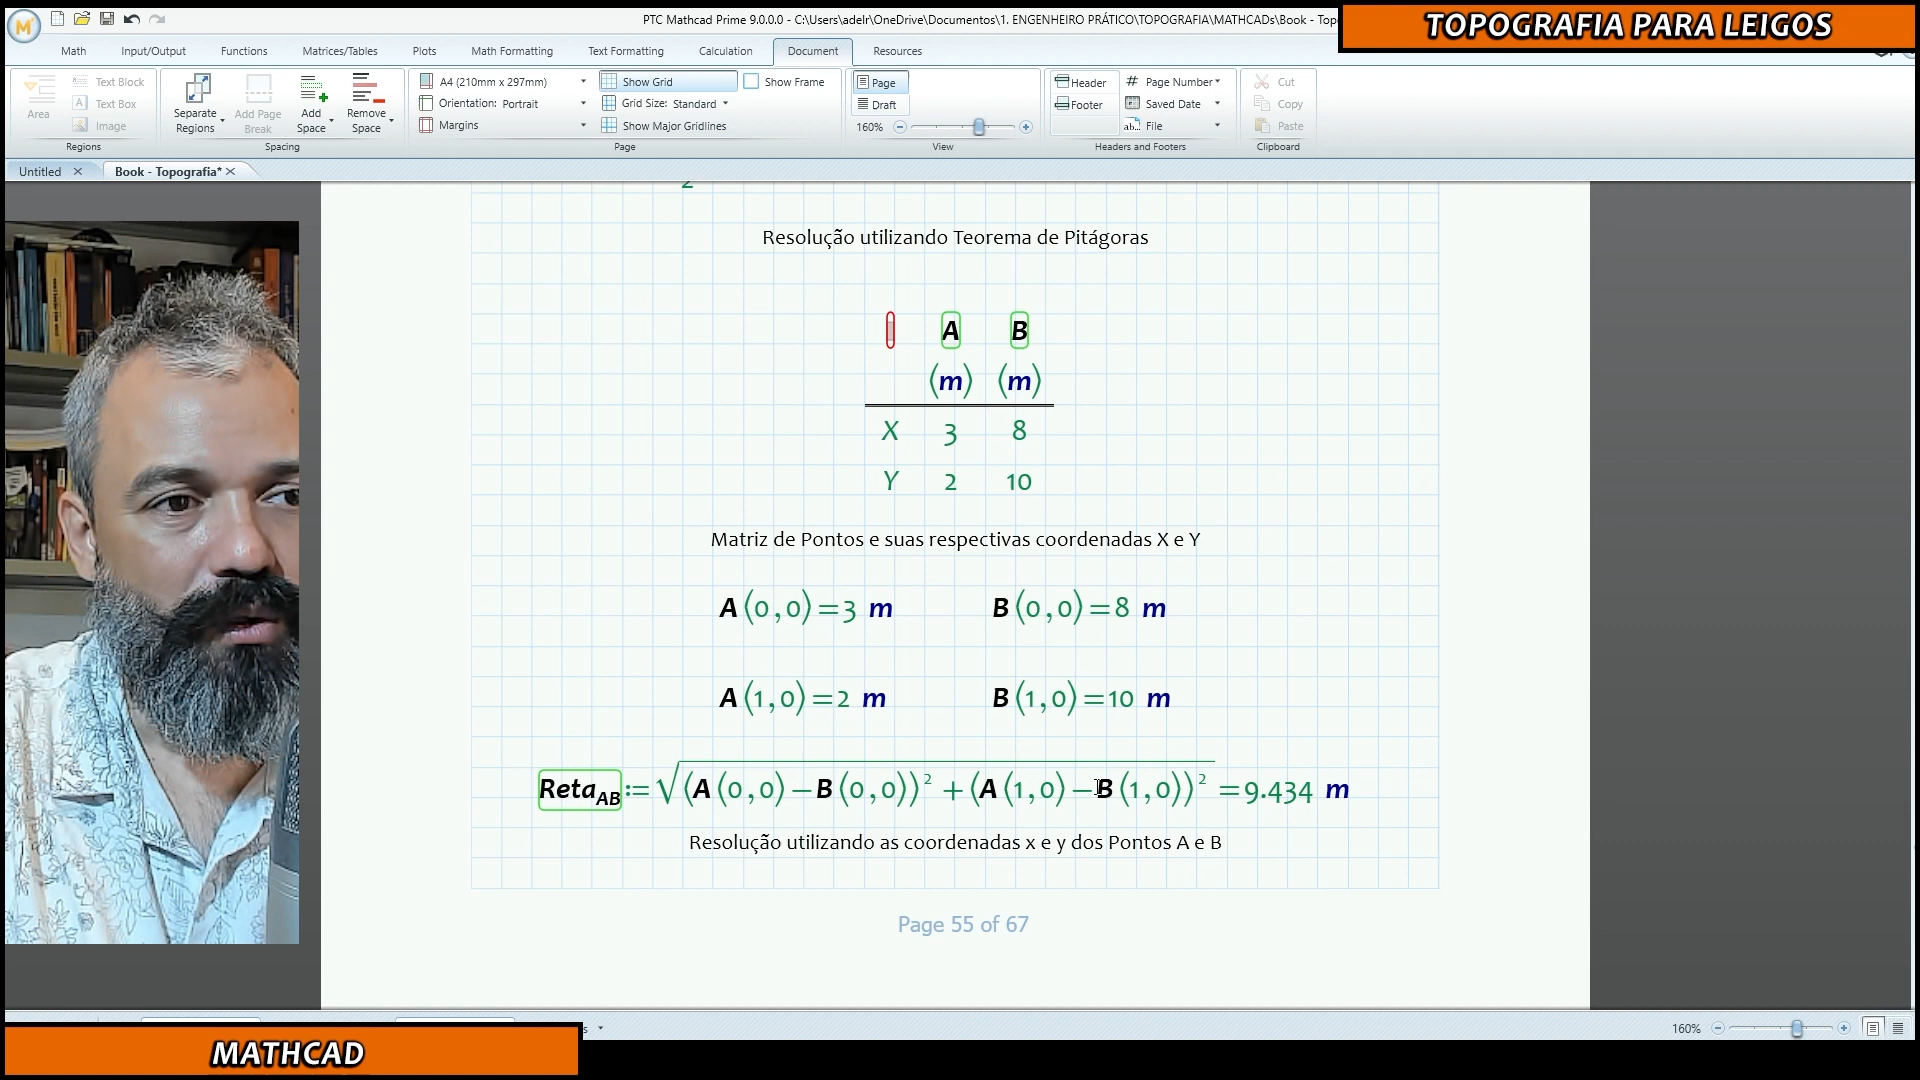 PTC Mathcad Prime 9.0.0.0 - C:\Users\adelr\OneDrive\Documentos\1. ENGENHEIRO PRÁTICO\TOPOGRAFIA\MATHCADs\Book - Top
TOPOGRAFIA PARA LEIGOS
Math Input/Output Functions Matrices/Tables Plots Math Formatting Text Formatting Calculation Document Resources
Area
Text Block
Text Box
Image
Regions
Separate Regions
Add Page Break
Add Space
Remove Space
Spacing
A4 (210mm x 297mm)
Orientation: Portrait
Margins
Show Grid
Grid Size: Standard
Show Major Gridlines
Show Frame
Page
Page
Draft
160%
View
Header
Footer
# Page Number
Saved Date
File
Headers and Footers
Cut
Copy
Paste
Clipboard
Untitled
Book - Topografia*
2
Resolução utilizando Teorema de Pitágoras
A B
(m) (m)
X 3 8
Y 2 10
Matriz de Pontos e suas respectivas coordenadas X e Y
A(0,0)=3 m B(0,0)=8 m
A(1,0)=2 m B(1,0)=10 m
Reta_AB := √((A(0,0)−B(0,0))²+(A(1,0)−B(1,0))²) = 9.434 m
Resolução utilizando as coordenadas x e y dos Pontos A e B
Page 55 of 67
160%
MATHCAD